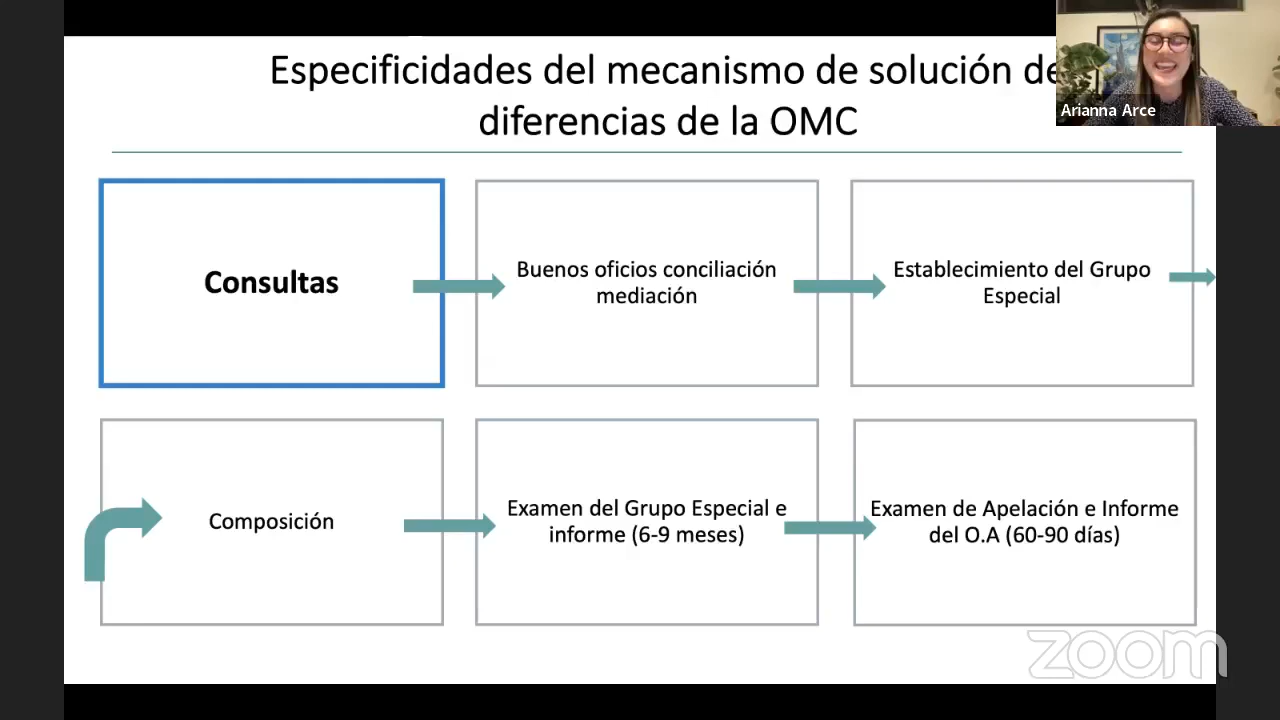 Especificidades del mecanismo de solución de
diferencias de la OMC
Arianna Arce
Consultas
Buenos oficios conciliación
mediación
Establecimiento del Grupo
Especial
Composición
Examen del Grupo Especial e
informe (6-9 meses)
Examen de Apelación e Informe
del O.A (60-90 días)
zoom